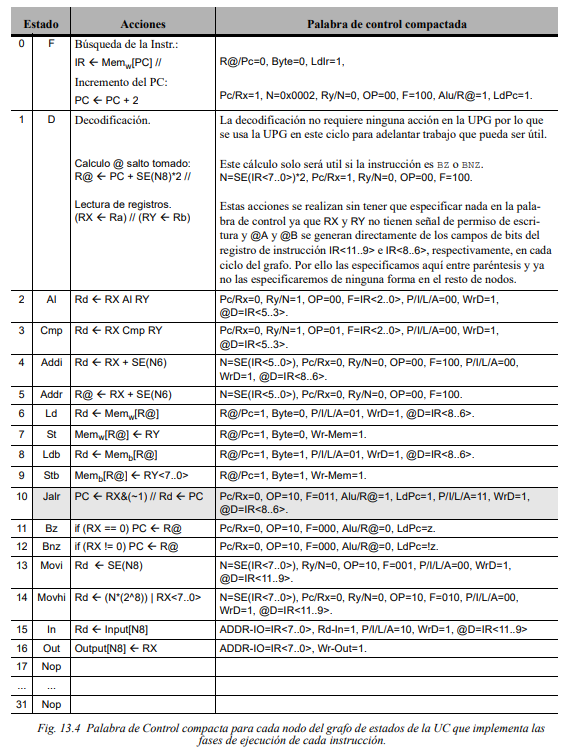 Estado Acciones Palabra de control compactada
0 F Búsqueda de la Instr.:
IR ← Memw[PC] // R@/Pc=0, Byte=0, LdIr=1,
Incremento del PC:
PC ← PC + 2 Pc/Rx=1, N=0x0002, Ry/N=0, OP=00, F=100, Alu/R@=1, LdPc=1.
1 D Decodificación. La decodificación no requiere ninguna acción en la UPG por lo que
se usa la UPG en este ciclo para adelantar trabajo que pueda ser útil.
Calculo @ salto tomado: Este cálculo solo será util si la instrucción es BZ o BNZ.
R@ ← PC + SE(N8)*2 // N=SE(IR<7..0>)*2, Pc/Rx=1, Ry/N=0, OP=00, F=100.
Lectura de registros. Estas acciones se realizan sin tener que especificar nada en la pala-
(RX ← Ra) // (RY ← Rb) bra de control ya que RX y RY no tienen señal de permiso de escri-
tura y @A y @B se generan directamente de los campos de bits del
registro de instrucción IR<11..9> e IR<8..6>, respectivamente, en cada
ciclo del grafo. Por ello las especificamos aquí entre paréntesis y ya
no las especificaremos de ninguna forma en el resto de nodos.
2 Al Rd ← RX Al RY Pc/Rx=0, Ry/N=1, OP=00, F=IR<2..0>, P/I/L/A=00, WrD=1,
@D=IR<5..3>.
3 Cmp Rd ← RX Cmp RY Pc/Rx=0, Ry/N=1, OP=01, F=IR<2..0>, P/I/L/A=00, WrD=1,
@D=IR<5..3>.
4 Addi Rd ← RX + SE(N6) N=SE(IR<5..0>), Pc/Rx=0, Ry/N=0, OP=00, F=100, P/I/L/A=00,
WrD=1, @D=IR<8..6>.
5 Addr R@ ← RX + SE(N6) N=SE(IR<5..0>), Pc/Rx=0, Ry/N=0, OP=00, F=100.
6 Ld Rd ← Memw[R@] R@/Pc=1, Byte=0, P/I/L/A=01, WrD=1, @D=IR<8..6>.
7 St Memw[R@] ← RY R@/Pc=1, Byte=0, Wr-Mem=1.
8 Ldb Rd ← Memb[R@] R@/Pc=1, Byte=1, P/I/L/A=01, WrD=1, @D=IR<8..6>.
9 Stb Memb[R@] ← RY<7..0> R@/Pc=1, Byte=1, Wr-Mem=1.
10 Jalr PC ← RX&(~1) // Rd ← PC Pc/Rx=0, OP=10, F=011, Alu/R@=1, LdPc=1, P/I/L/A=11, WrD=1,
@D=IR<8..6>.
11 Bz if (RX == 0) PC ← R@ Pc/Rx=0, OP=10, F=000, Alu/R@=0, LdPc=z.
12 Bnz if (RX != 0) PC ← R@ Pc/Rx=0, OP=10, F=000, Alu/R@=0, LdPc=!z.
13 Movi Rd ← SE(N8) N=SE(IR<7..0>), Ry/N=0, OP=10, F=001, P/I/L/A=00, WrD=1,
@D=IR<11..9>.
14 Movhi Rd ← (N*(2^8)) | RX<7..0> N=SE(IR<7..0>), Pc/Rx=0, Ry/N=0, OP=10, F=010, P/I/L/A=00,
WrD=1, @D=IR<11..9>.
15 In Rd ← Input[N8] ADDR-IO=IR<7..0>, Rd-In=1, P/I/L/A=10, WrD=1, @D=IR<11..9>
16 Out Output[N8] ← RX ADDR-IO=IR<7..0>, Wr-Out=1.
17 Nop
... ...
31 Nop
Fig. 13.4 Palabra de Control compacta para cada nodo del grafo de estados de la UC que implementa las
fases de ejecución de cada instrucción.